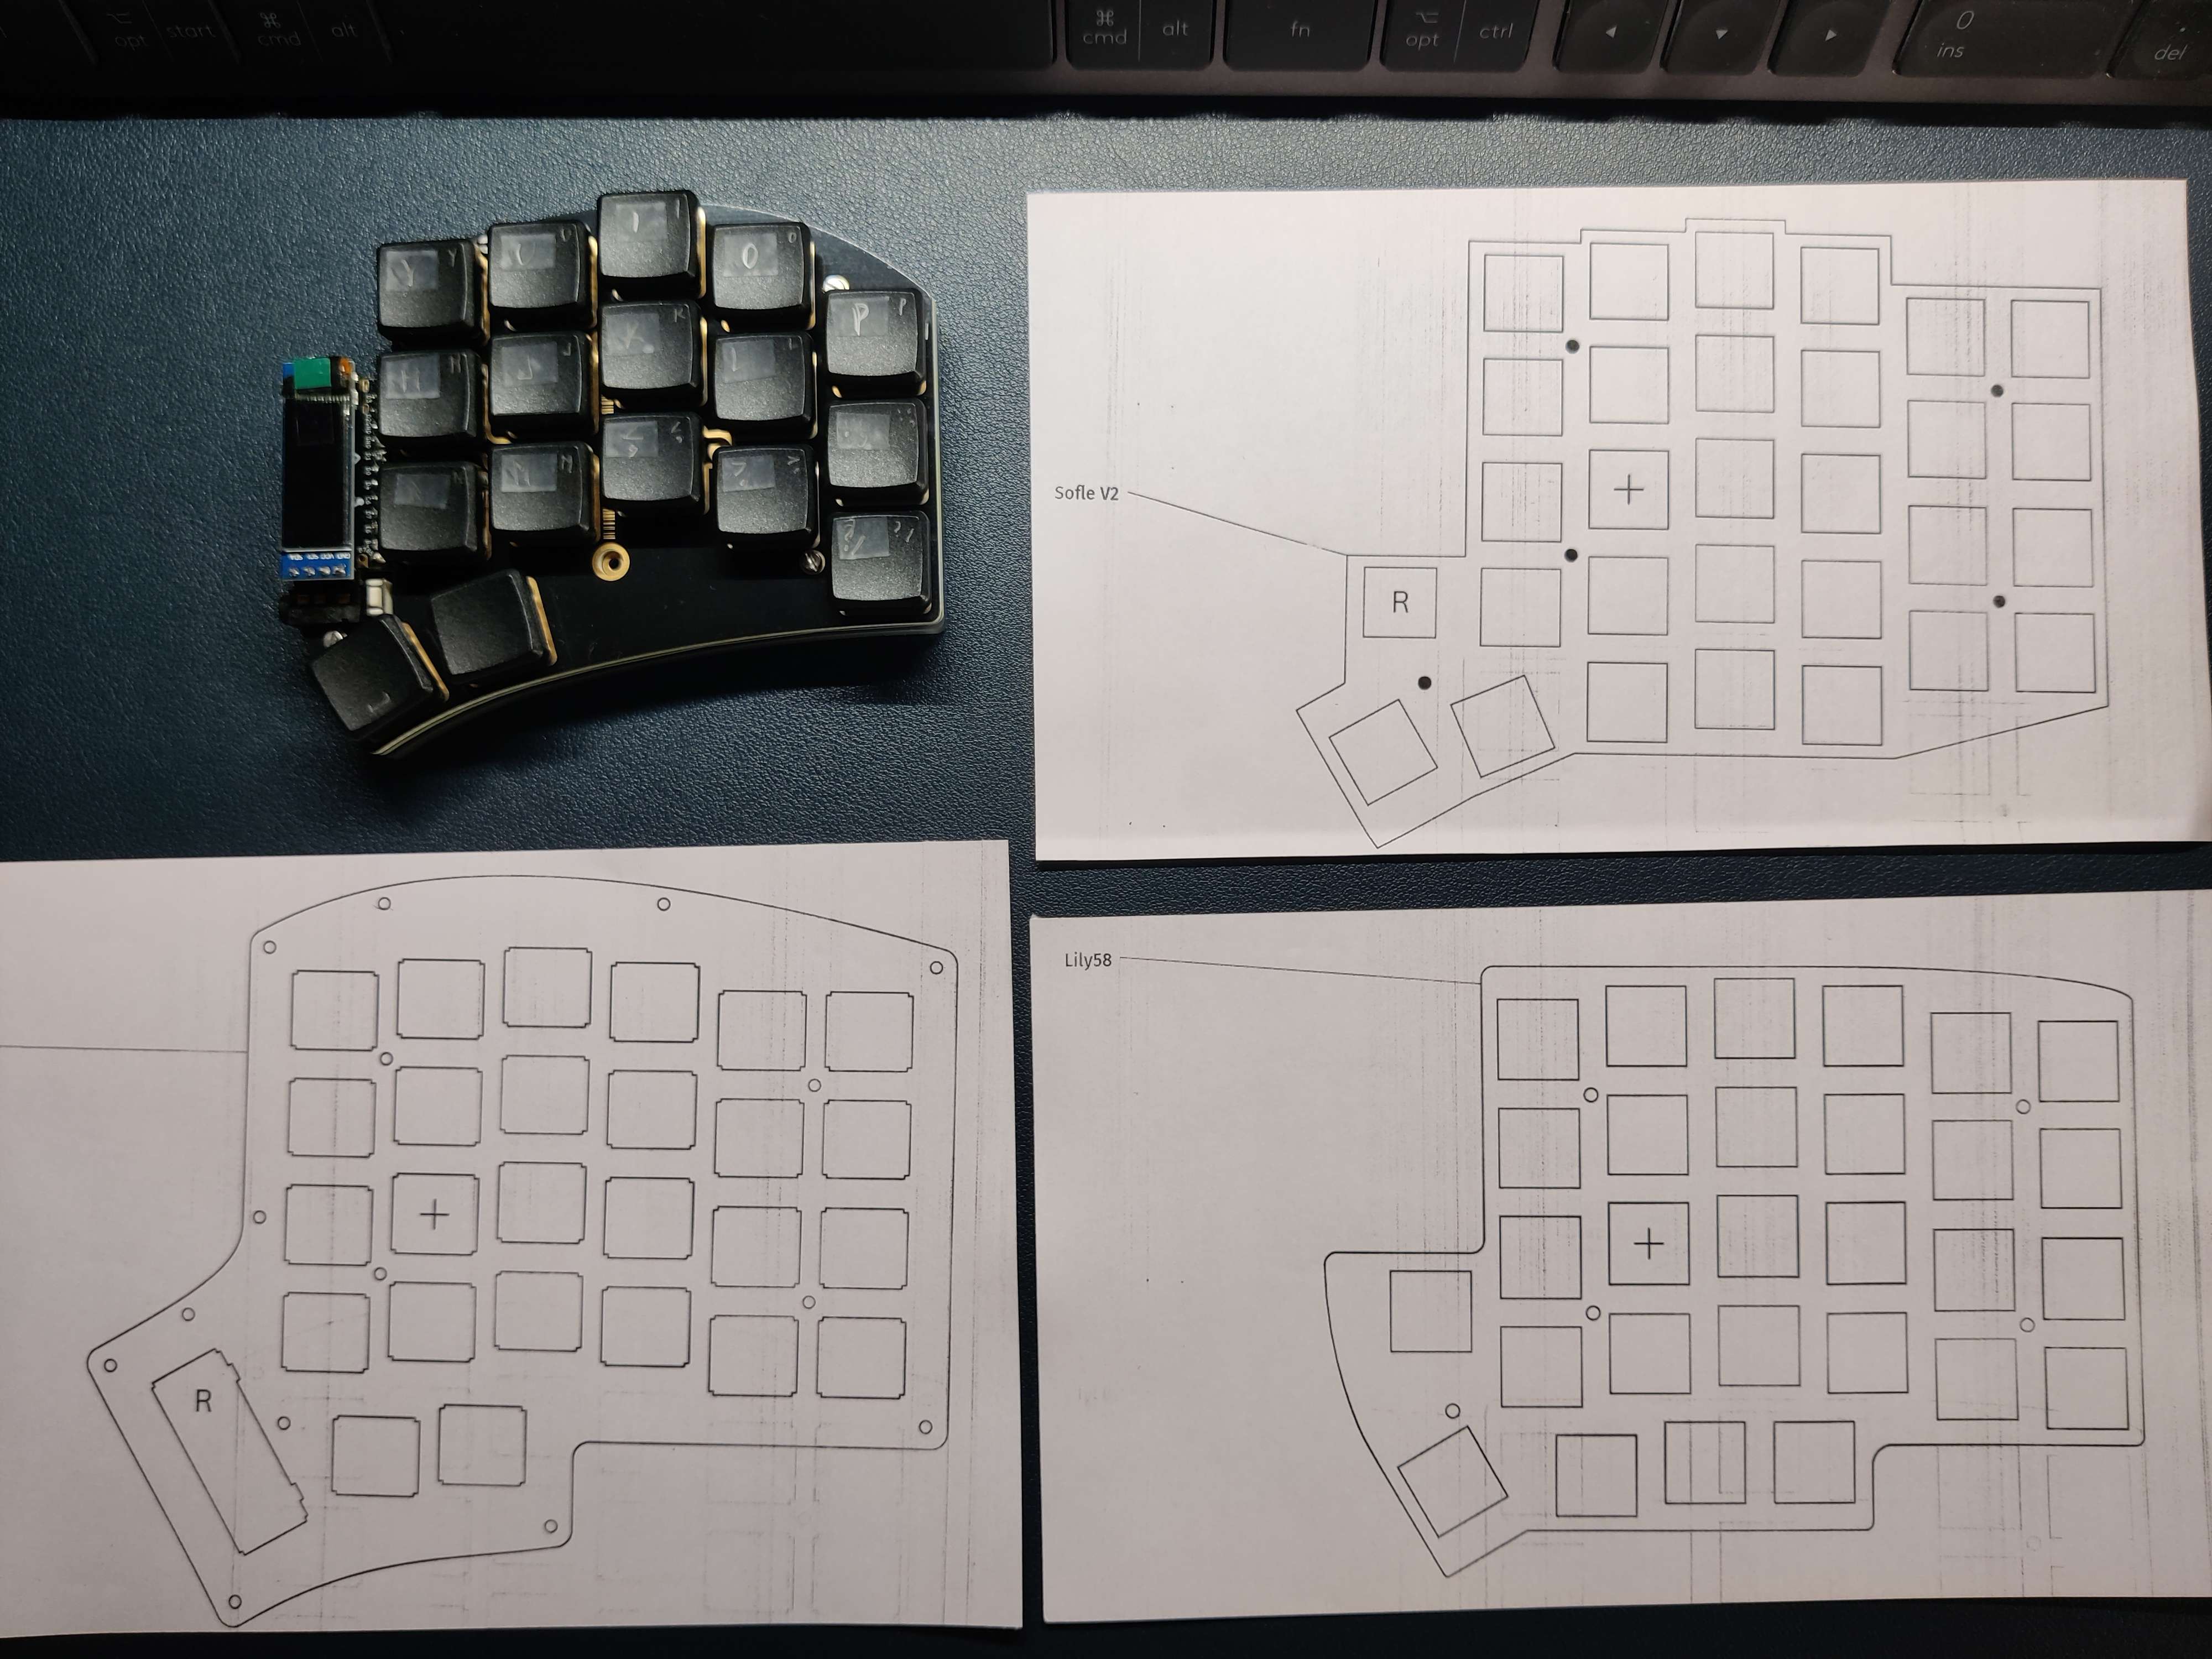 opt start
cmd alt
⌘
cmd alt
fn
opt ctrl
0
ins
del
Y Y
U
I
O O
P P
H H
J J
K K
L
M
Sofle V2
R
Lily58
R